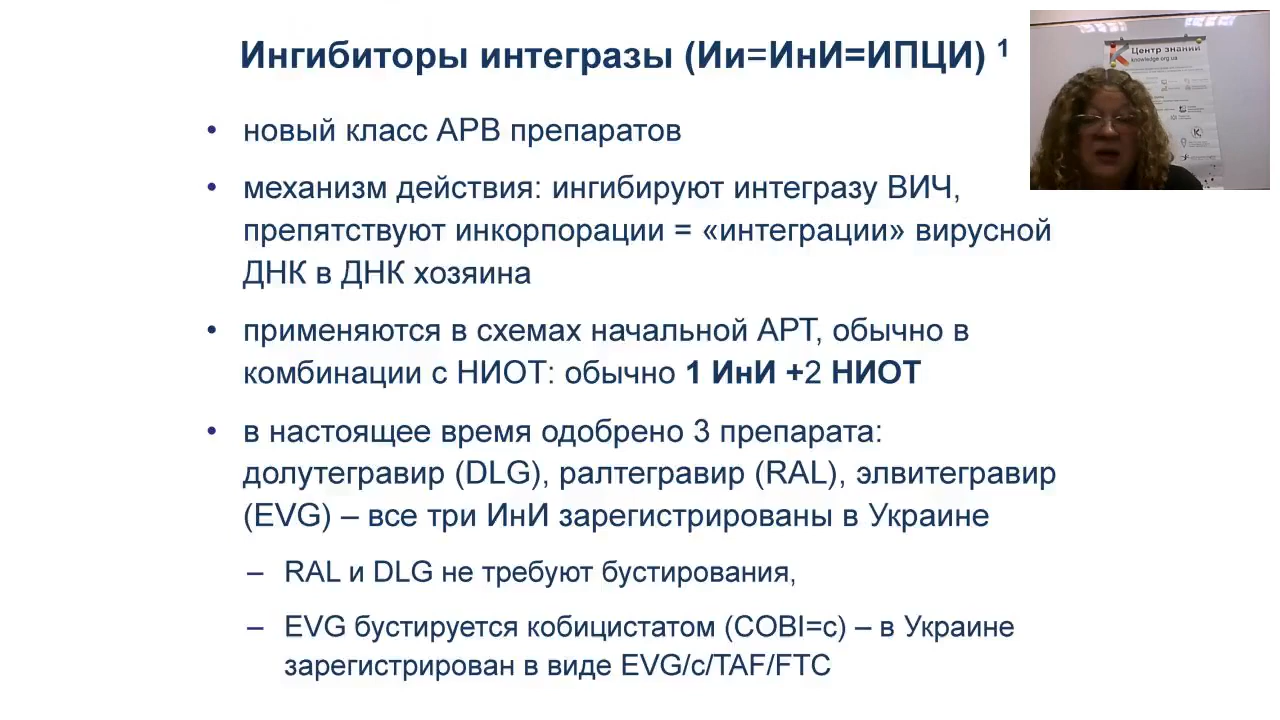 Ингибиторы интегразы (Ии=ИнИ=ИПЦИ) 1
• новый класс АРВ препаратов
• механизм действия: ингибируют интегразу ВИЧ,
препятствуют инкорпорации = «интеграции» вирусной
ДНК в ДНК хозяина
• применяются в схемах начальной АРТ, обычно в
комбинации с НИОТ: обычно 1 ИнИ +2 НИОТ
• в настоящее время одобрено 3 препарата:
долутегравир (DLG), ралтегравир (RAL), элвитегравир
(EVG) – все три ИнИ зарегистрированы в Украине
– RAL и DLG не требуют бустирования,
– EVG бустируется кобицистатом (COBI=c) – в Украине
зарегистрирован в виде EVG/c/TAF/FTC
Центр знаний
knowledge.org.ua